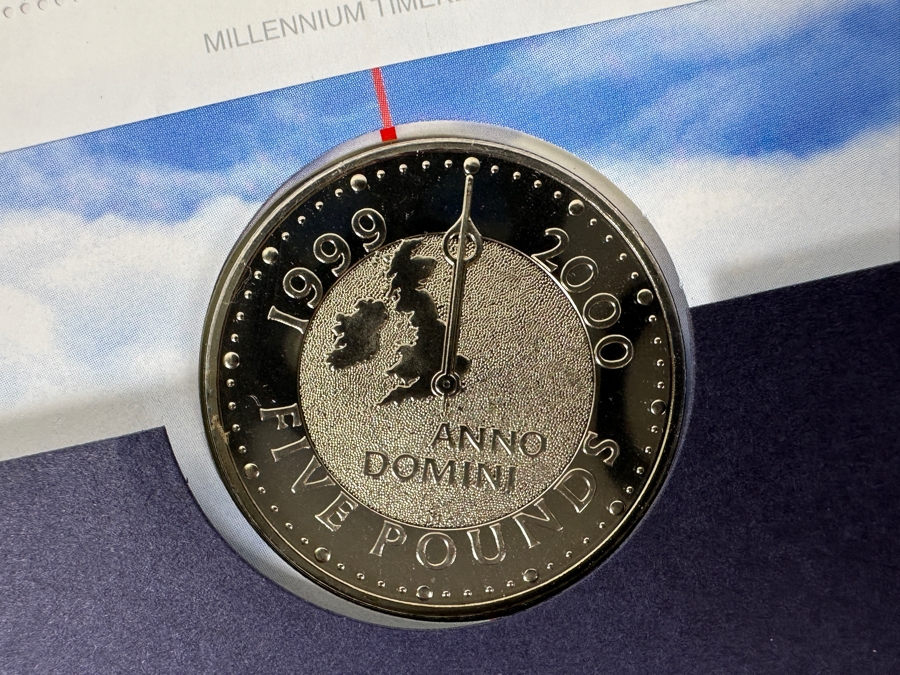 MILLENNIUM
1999
2000
ANNO
DOMINI
FIVE POUNDS